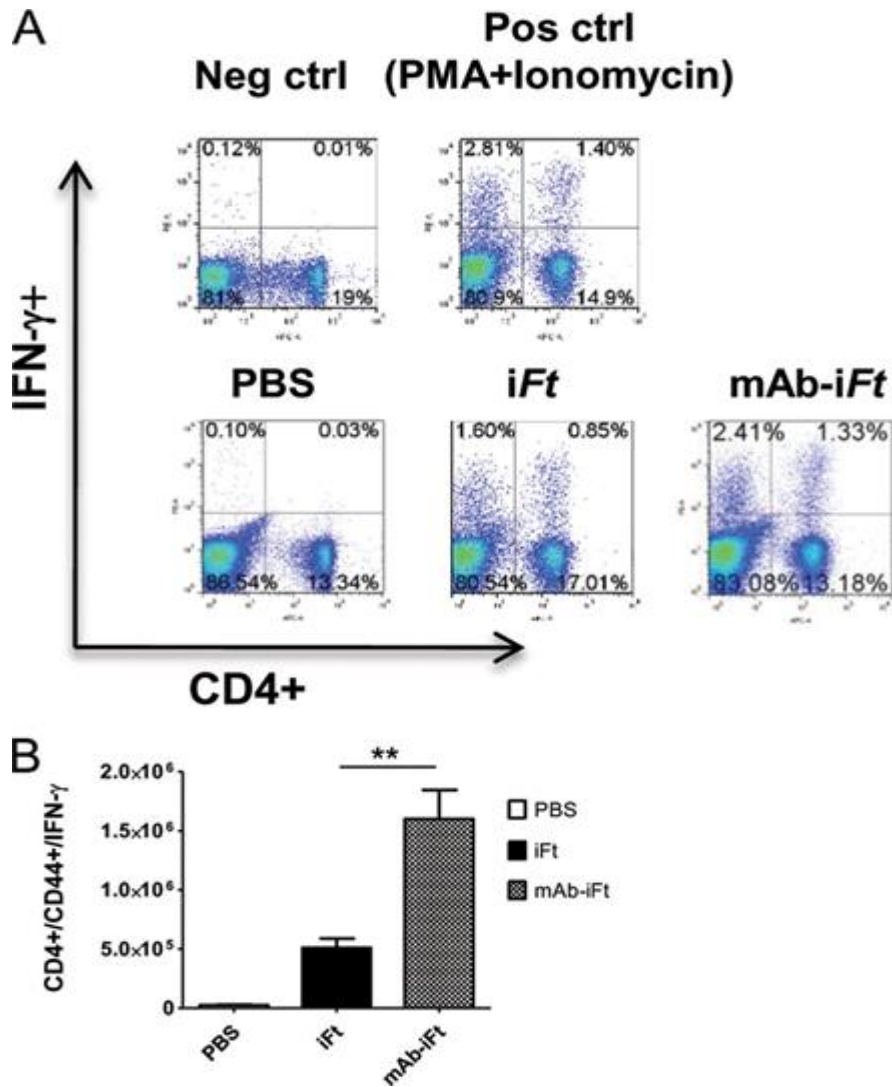 A
Neg ctrl
Pos ctrl
(PMA+Ionomycin)
0.12% 0.01%
81% 19%
2.81% 1.40%
80.9% 14.9%
IFN-γ+
PBS
iFt
mAb-iFt
0.10% 0.03%
86.54% 13.34%
1.60% 0.85%
80.54% 17.01%
2.41% 1.33%
83.08% 13.18%
CD4+
B
CD4+/CD44+/IFN-γ
2.0×10⁶
1.5×10⁶
1.0×10⁶
5.0×10⁵
0
**
PBS
iFt
mAb-iFt
PBS
iFt
mAb-iFt